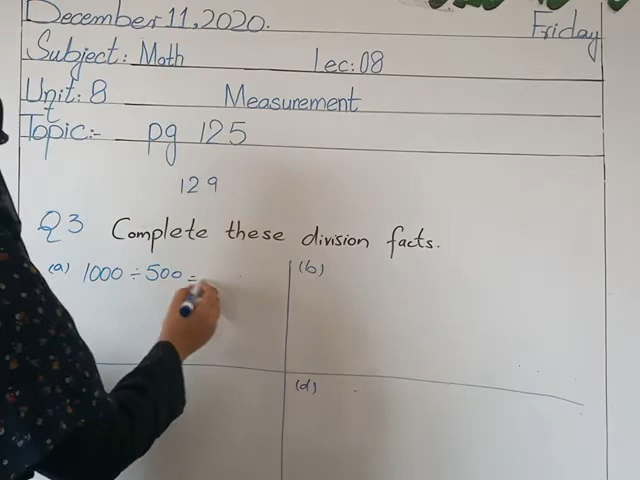 December 11, 2020. Friday
Subject: Math lec: 08
Unit: 8 Measurement
Topic:- pg 125
129
Q3 Complete these division facts.
(a) 1000 ÷ 500 = (b)
(d)